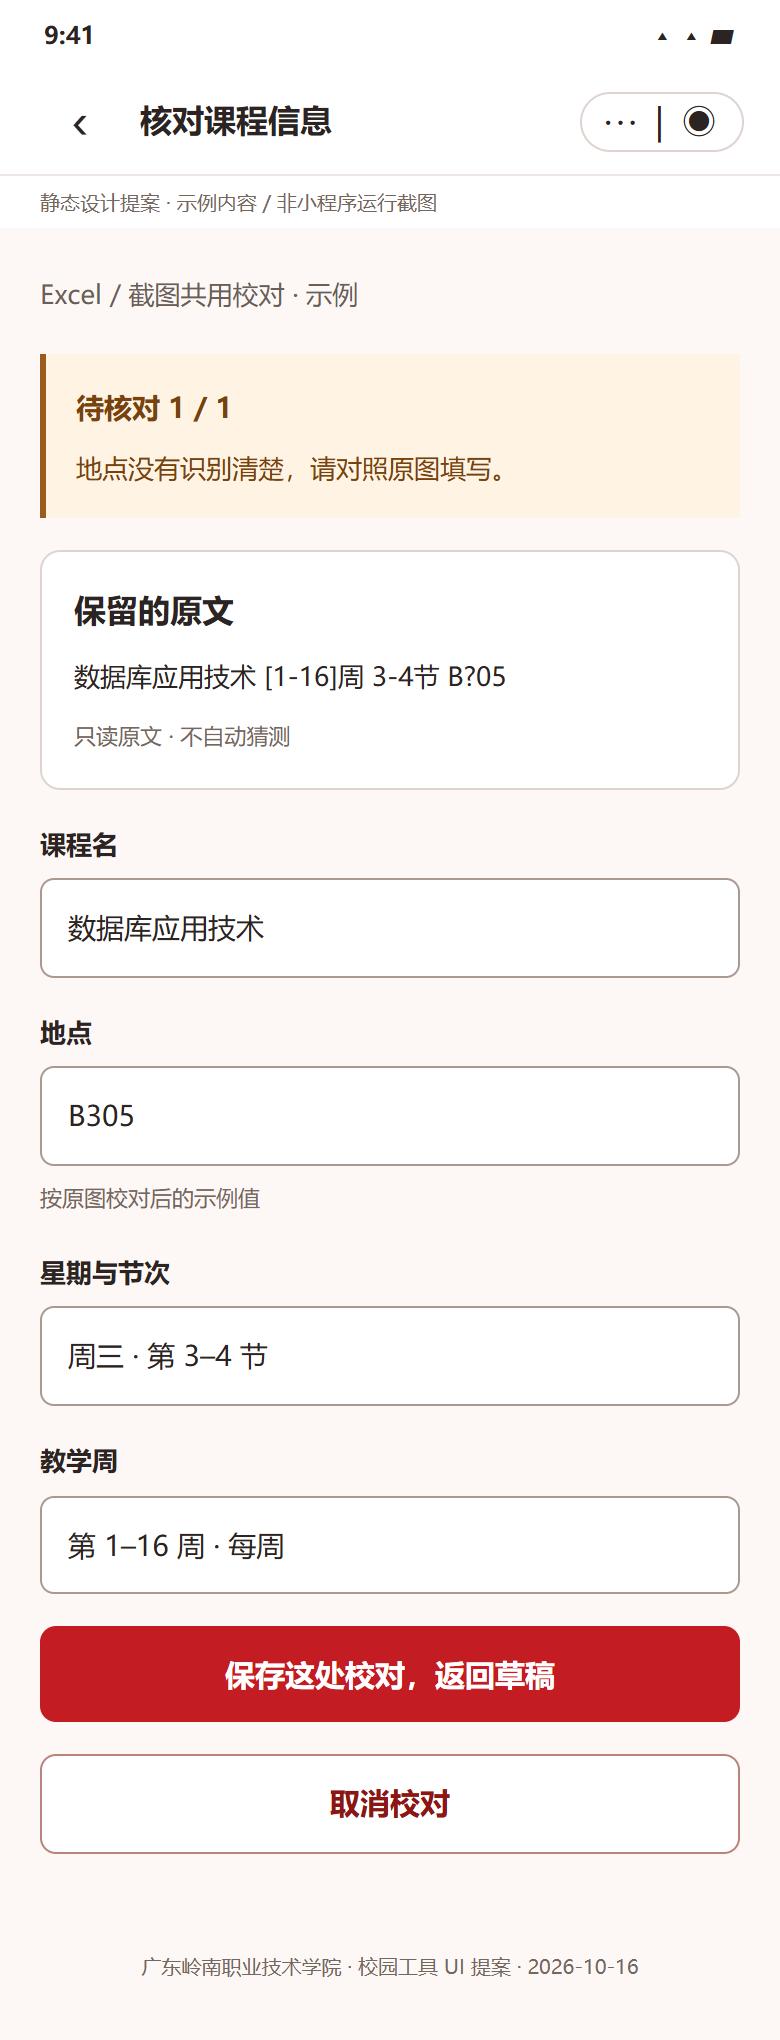 9:41
核对课程信息
静态设计提案 · 示例内容 / 非小程序运行截图
Excel / 截图共用校对 · 示例
待核对 1 / 1
地点没有识别清楚，请对照原图填写。
保留的原文
数据库应用技术 [1-16]周 3-4节 B?05
只读原文 · 不自动猜测
课程名
数据库应用技术
地点
B305
按原图校对后的示例值
星期与节次
周三 · 第 3–4 节
教学周
第 1–16 周 · 每周
保存这处校对，返回草稿
取消校对
广东岭南职业技术学院 · 校园工具 UI 提案 · 2026-10-16